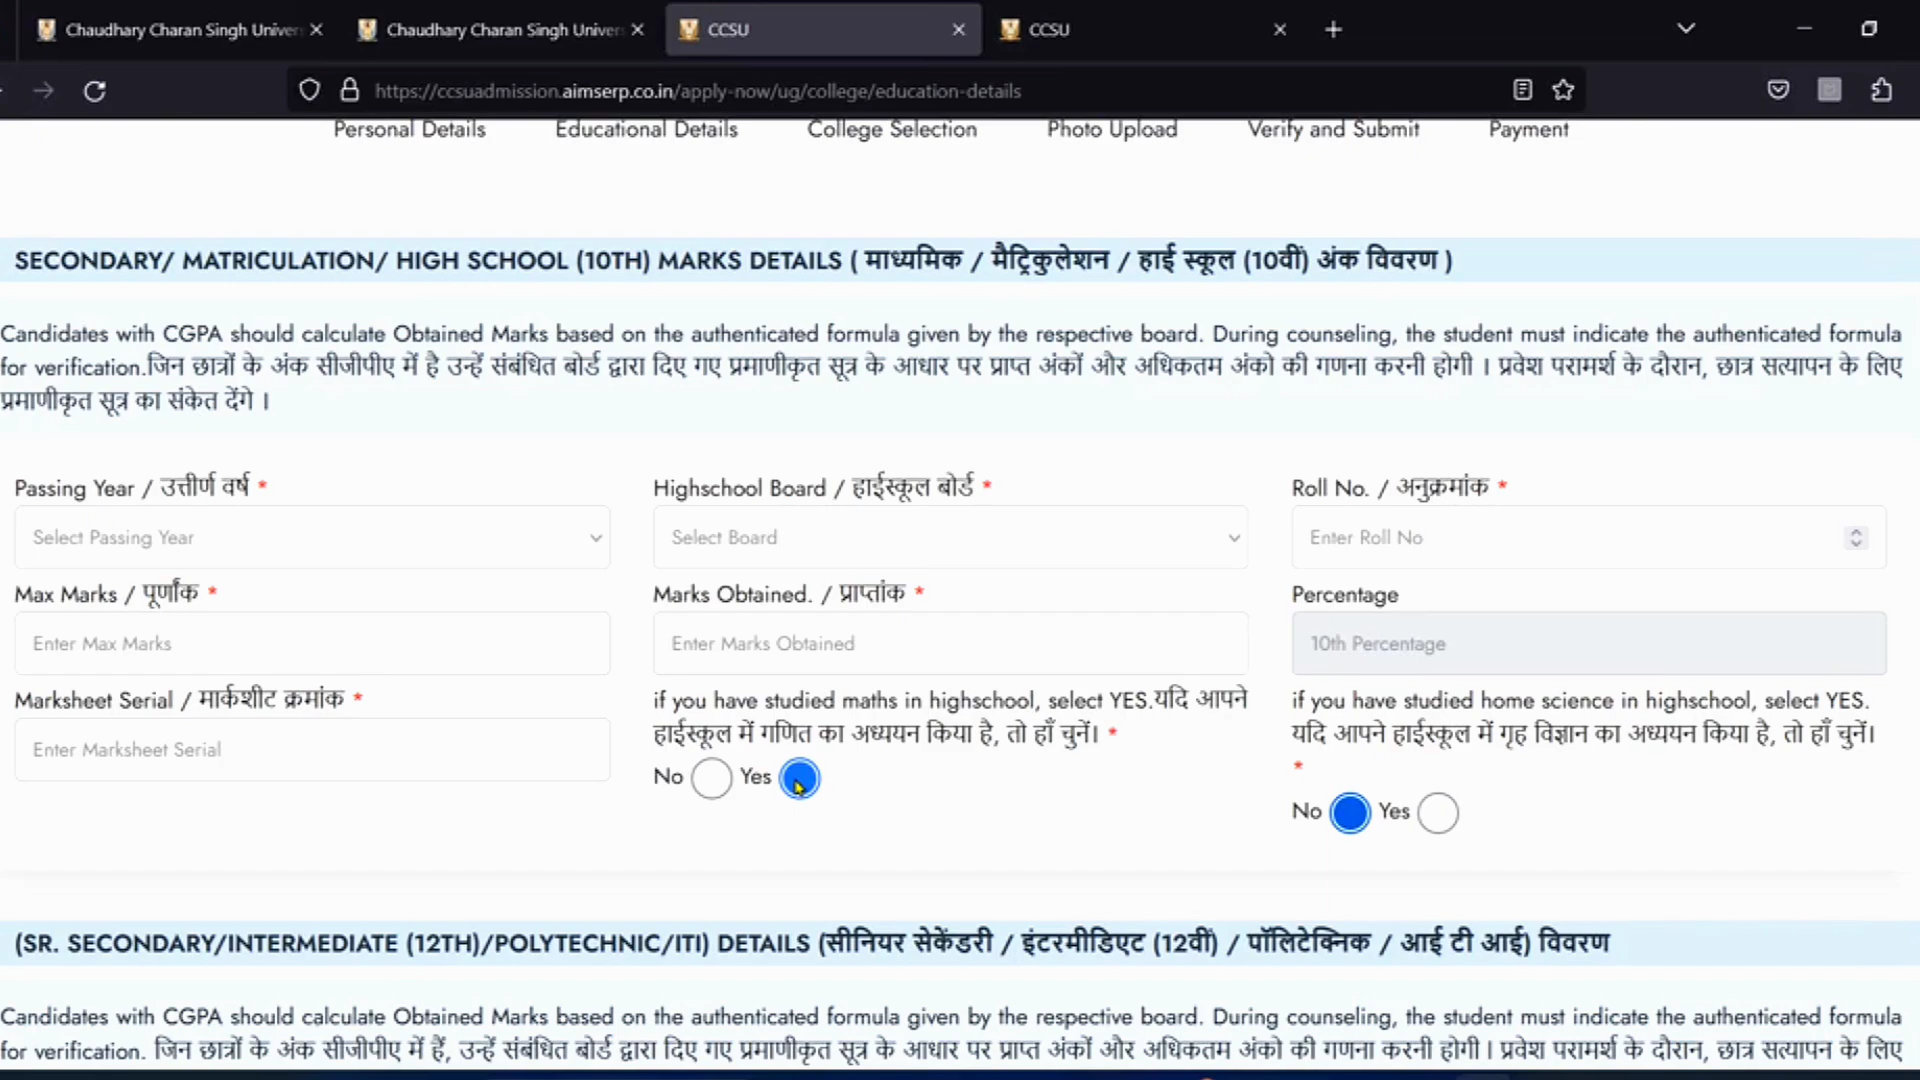 Chaudhary Charan Singh Univer
Chaudhary Charan Singh Univer
CCSU
CCSU
https://ccsuadmission.aimserp.co.in/apply-now/ug/college/education-details
Personal Details Educational Details College Selection Photo Upload Verify and Submit Payment
SECONDARY/ MATRICULATION/ HIGH SCHOOL (10TH) MARKS DETAILS ( माध्यमिक / मैट्रिकुलेशन / हाई स्कूल (10वीं) अंक विवरण )
Candidates with CGPA should calculate Obtained Marks based on the authenticated formula given by the respective board. During counseling, the student must indicate the authenticated formula
for verification.जिन छात्रों के अंक सीजीपीए में है उन्हें संबंधित बोर्ड द्वारा दिए गए प्रमाणीकृत सूत्र के आधार पर प्राप्त अंकों और अधिकतम अंको की गणना करनी होगी । प्रवेश परामर्श के दौरान, छात्र सत्यापन के लिए
प्रमाणीकृत सूत्र का संकेत देंगे ।
Passing Year / उत्तीर्ण वर्ष * Highschool Board / हाईस्कूल बोर्ड * Roll No. / अनुक्रमांक *
Select Passing Year Select Board Enter Roll No
Max Marks / पूर्णांक * Marks Obtained. / प्राप्तांक * Percentage
Enter Max Marks Enter Marks Obtained 10th Percentage
Marksheet Serial / मार्कशीट क्रमांक *
Enter Marksheet Serial
if you have studied maths in highschool, select YES.यदि आपने
हाईस्कूल में गणित का अध्ययन किया है, तो हाँ चुनें। *
No Yes
if you have studied home science in highschool, select YES.
यदि आपने हाईस्कूल में गृह विज्ञान का अध्ययन किया है, तो हाँ चुनें।
*
No Yes
(SR. SECONDARY/INTERMEDIATE (12TH)/POLYTECHNIC/ITI) DETAILS (सीनियर सेकेंडरी / इंटरमीडिएट (12वीं) / पॉलिटेक्निक / आई टी आई) विवरण
Candidates with CGPA should calculate Obtained Marks based on the authenticated formula given by the respective board. During counseling, the student must indicate the authenticated formula
for verification. जिन छात्रों के अंक सीजीपीए में हैं, उन्हें संबंधित बोर्ड द्वारा दिए गए प्रमाणीकृत सूत्र के आधार पर प्राप्त अंकों और अधिकतम अंको की गणना करनी होगी । प्रवेश परामर्श के दौरान, छात्र सत्यापन के लिए